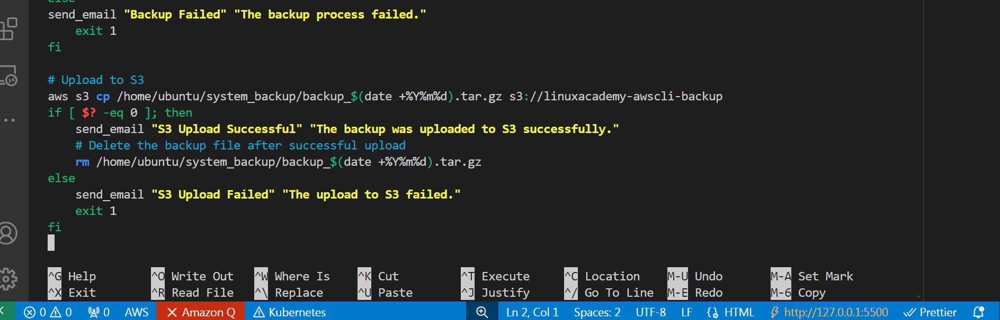 else
send_email "Backup Failed" "The backup process failed."
    exit 1
fi

# Upload to S3
aws s3 cp /home/ubuntu/system_backup/backup_$(date +%Y%m%d).tar.gz s3://linuxacademy-awscli-backup
if [ $? -eq 0 ]; then
    send_email "S3 Upload Successful" "The backup was uploaded to S3 successfully."
    # Delete the backup file after successful upload
    rm /home/ubuntu/system_backup/backup_$(date +%Y%m%d).tar.gz
else
    send_email "S3 Upload Failed" "The upload to S3 failed."
    exit 1
fi

^G Help ^O Write Out ^W Where Is ^K Cut ^T Execute ^C Location M-U Undo M-A Set Mark
^X Exit ^R Read File ^\ Replace ^U Paste ^J Justify ^/ Go To Line M-E Redo M-6 Copy
0 0 0 AWS Amazon Q Kubernetes Ln 2, Col 1 Spaces: 2 UTF-8 LF HTML http://127.0.0.1:5500 Prettier